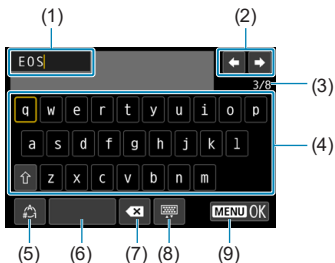 (1) (2)
EOS
3/8 (3)
q w e r t y u i o p
a s d f g h j k l (4)
z x c v b n m
MENU OK
(5) (6) (7) (8) (9)